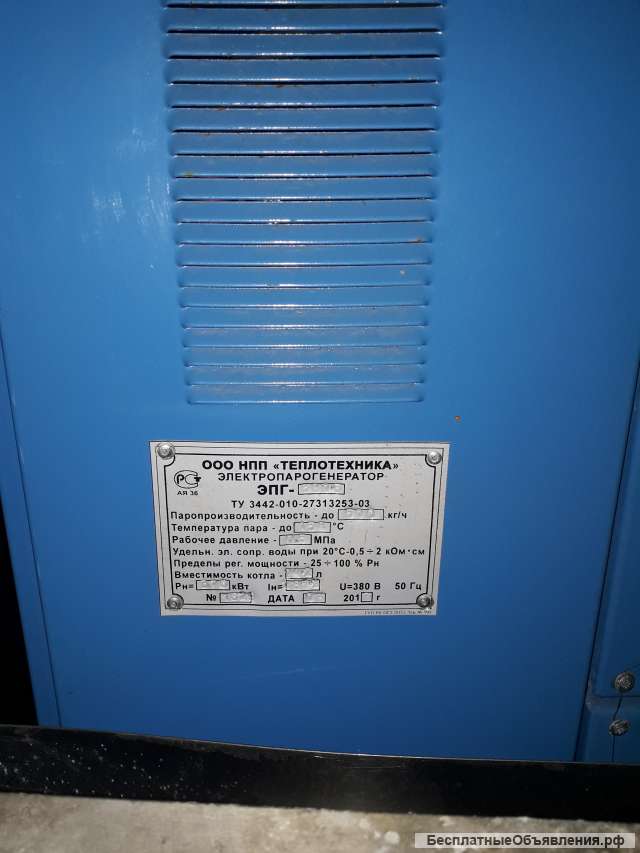 ООО НПП «ТЕПЛОТЕХНИКА»
ЭЛЕКТРОПАРОГЕНЕРАТОР
РС
АЯ 36
ЭПГ-
ТУ 3442-010-27313253-03
Паропроизводительность - до кг/ч
Температура пара - до °С
Рабочее давление - МПа
Удельн. эл. сопр. воды при 20°С-0,5÷2 кОм·см
Пределы рег. мощности - 25÷100 % Рн
Вместимость котла - л
Рн= кВт Iн= U=380 В 50 Гц
№ ДАТА 201 г
БесплатныеОбъявления.рф